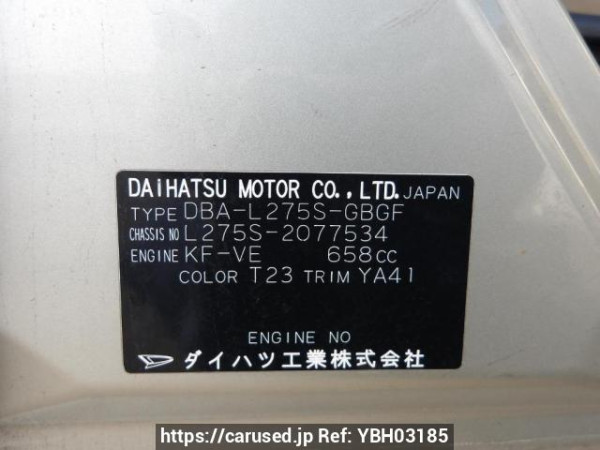 DAIHATSU MOTOR CO.,LTD. JAPAN
TYPE DBA-L275S-GBGF
CHASSIS NO L275S-2077534
ENGINE KF-VE 658cc
COLOR T23 TRIM YA41
ENGINE NO
ダイハツ工業株式会社
https://carused.jp Ref: YBH03185